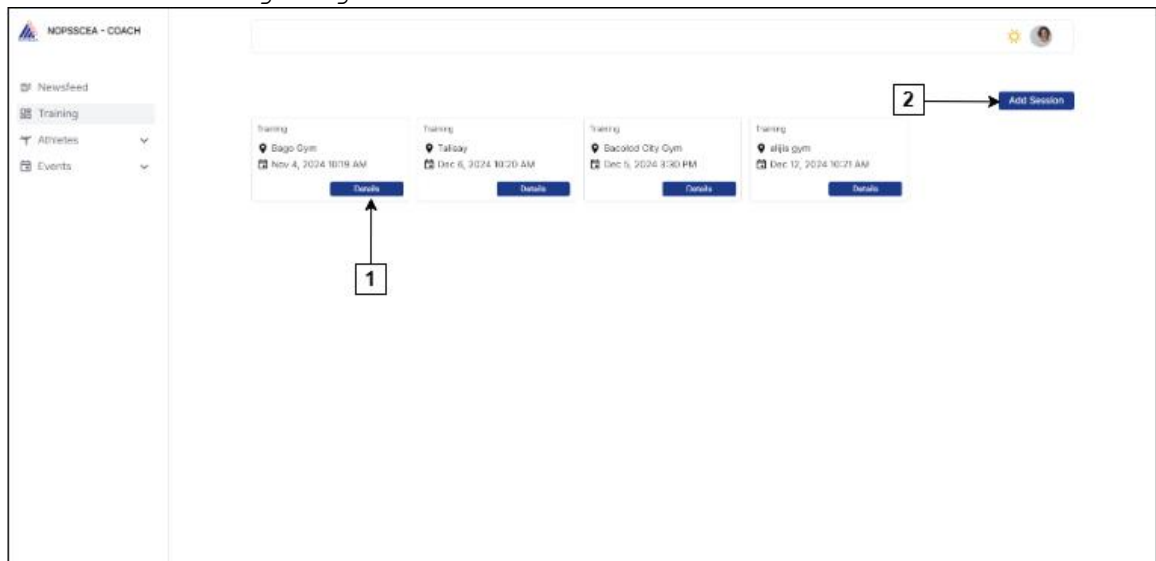 NOPSSCEA - COACH
Newsfeed
Training
Athletes
Events
2
Add Session
Training
Bago Gym
Nov 4, 2024 10:19 AM
Details
Training
Talisay
Dec 6, 2024 10:20 AM
Details
Training
Bacolod City Gym
Dec 5, 2024 3:30 PM
Details
Training
alijis gym
Dec 12, 2024 10:21 AM
Details
1